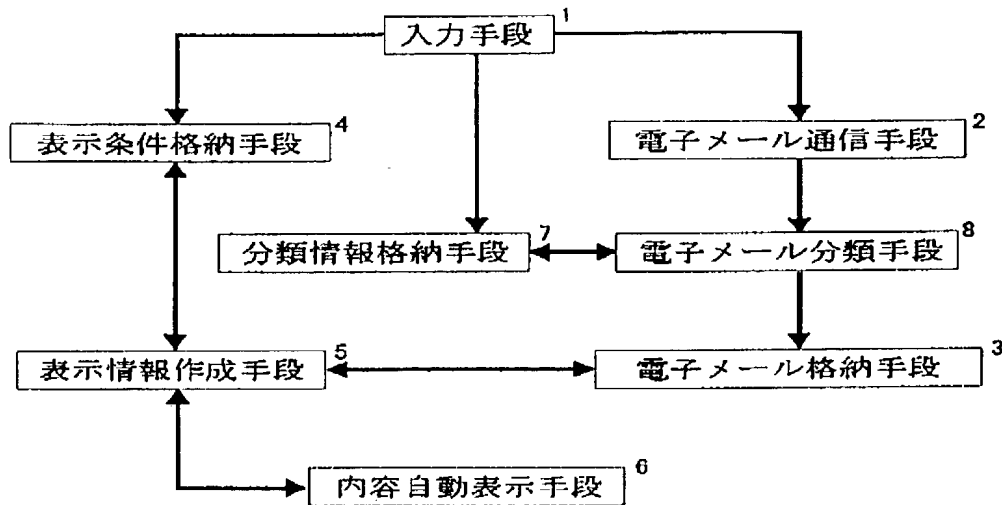 入力手段 1
表示条件格納手段 4
電子メール通信手段 2
分類情報格納手段 7
電子メール分類手段 8
表示情報作成手段 5
電子メール格納手段 3
内容自動表示手段 6